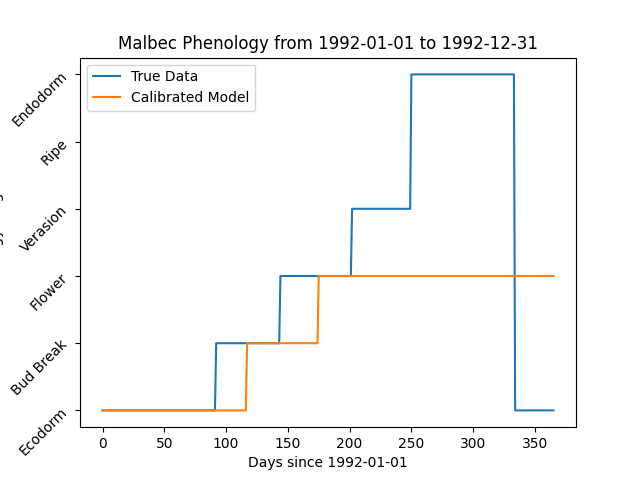 Malbec Phenology from 1992-01-01 to 1992-12-31
True Data
Calibrated Model
Endodorm
Ripe
Verasion
Flower
Bud Break
Ecodorm
0 50 100 150 200 250 300 350
Days since 1992-01-01